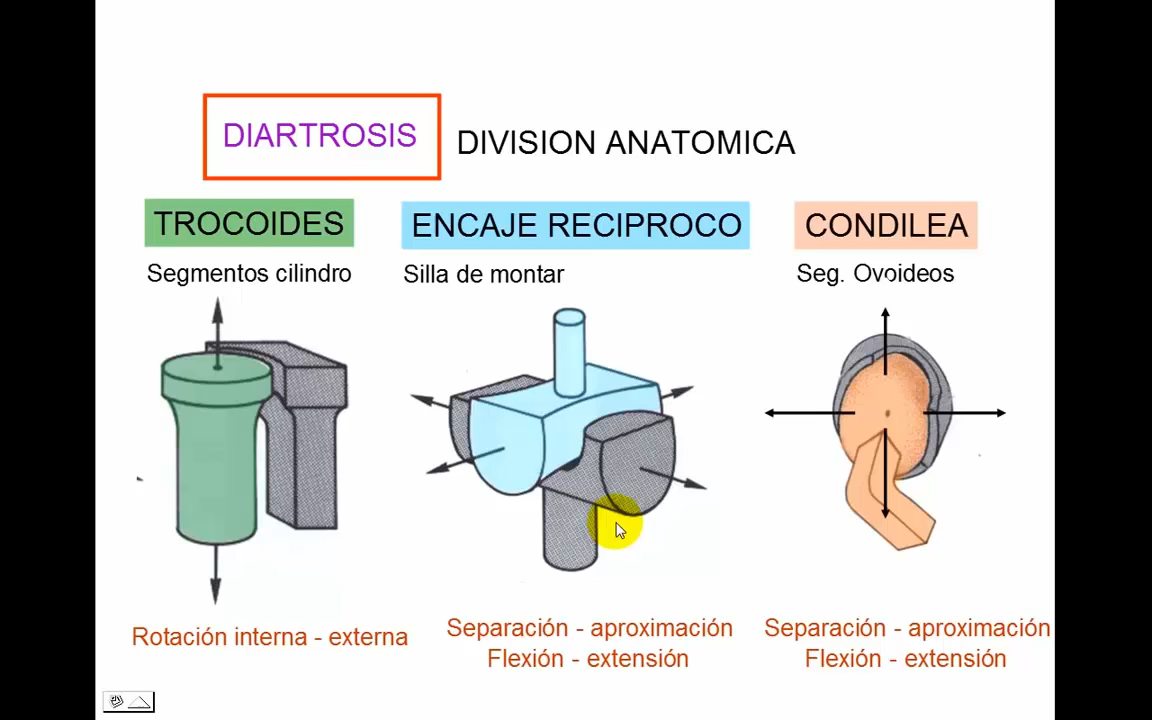 DIARTROSIS
DIVISION ANATOMICA
TROCOIDES
ENCAJE RECIPROCO
CONDILEA
Segmentos cilindro
Silla de montar
Seg. Ovoideos
Rotación interna - externa
Separación - aproximación
Flexión - extensión
Separación - aproximación
Flexión - extensión